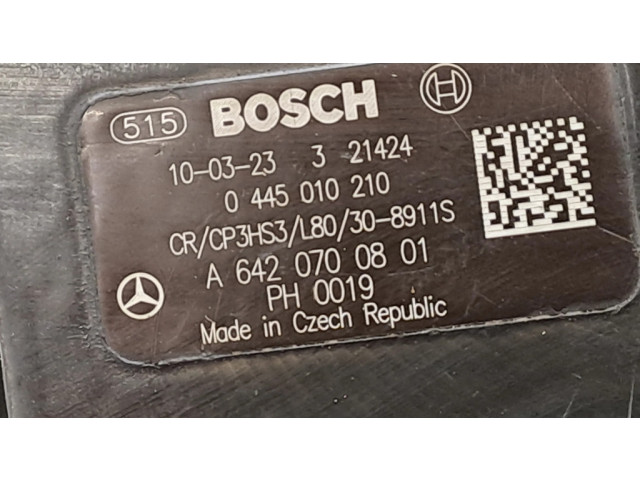 515 BOSCH
10-03-23 3 21424
0 445 010 210
CR/CP3HS3/L80/30-8911S
A 642 070 08 01
PH 0019
Made in Czech Republic